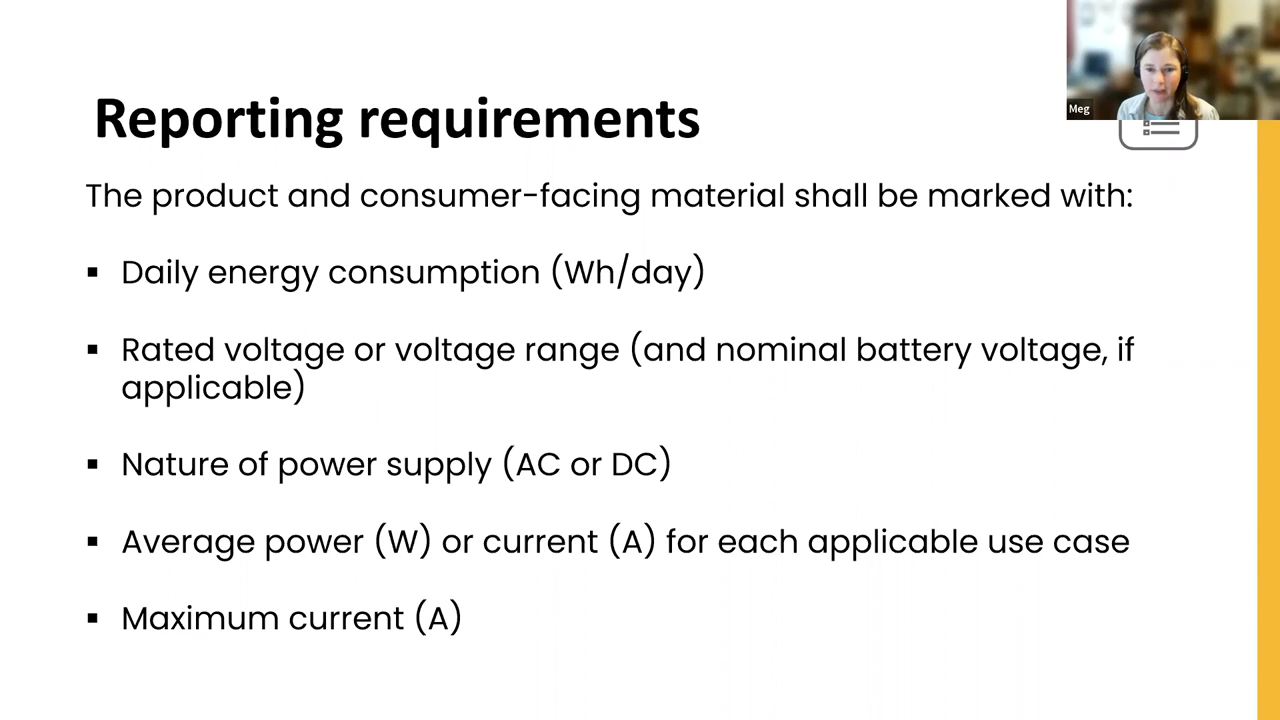 Meg
Reporting requirements
The product and consumer-facing material shall be marked with:
▪ Daily energy consumption (Wh/day)
▪ Rated voltage or voltage range (and nominal battery voltage, if
applicable)
▪ Nature of power supply (AC or DC)
▪ Average power (W) or current (A) for each applicable use case
▪ Maximum current (A)